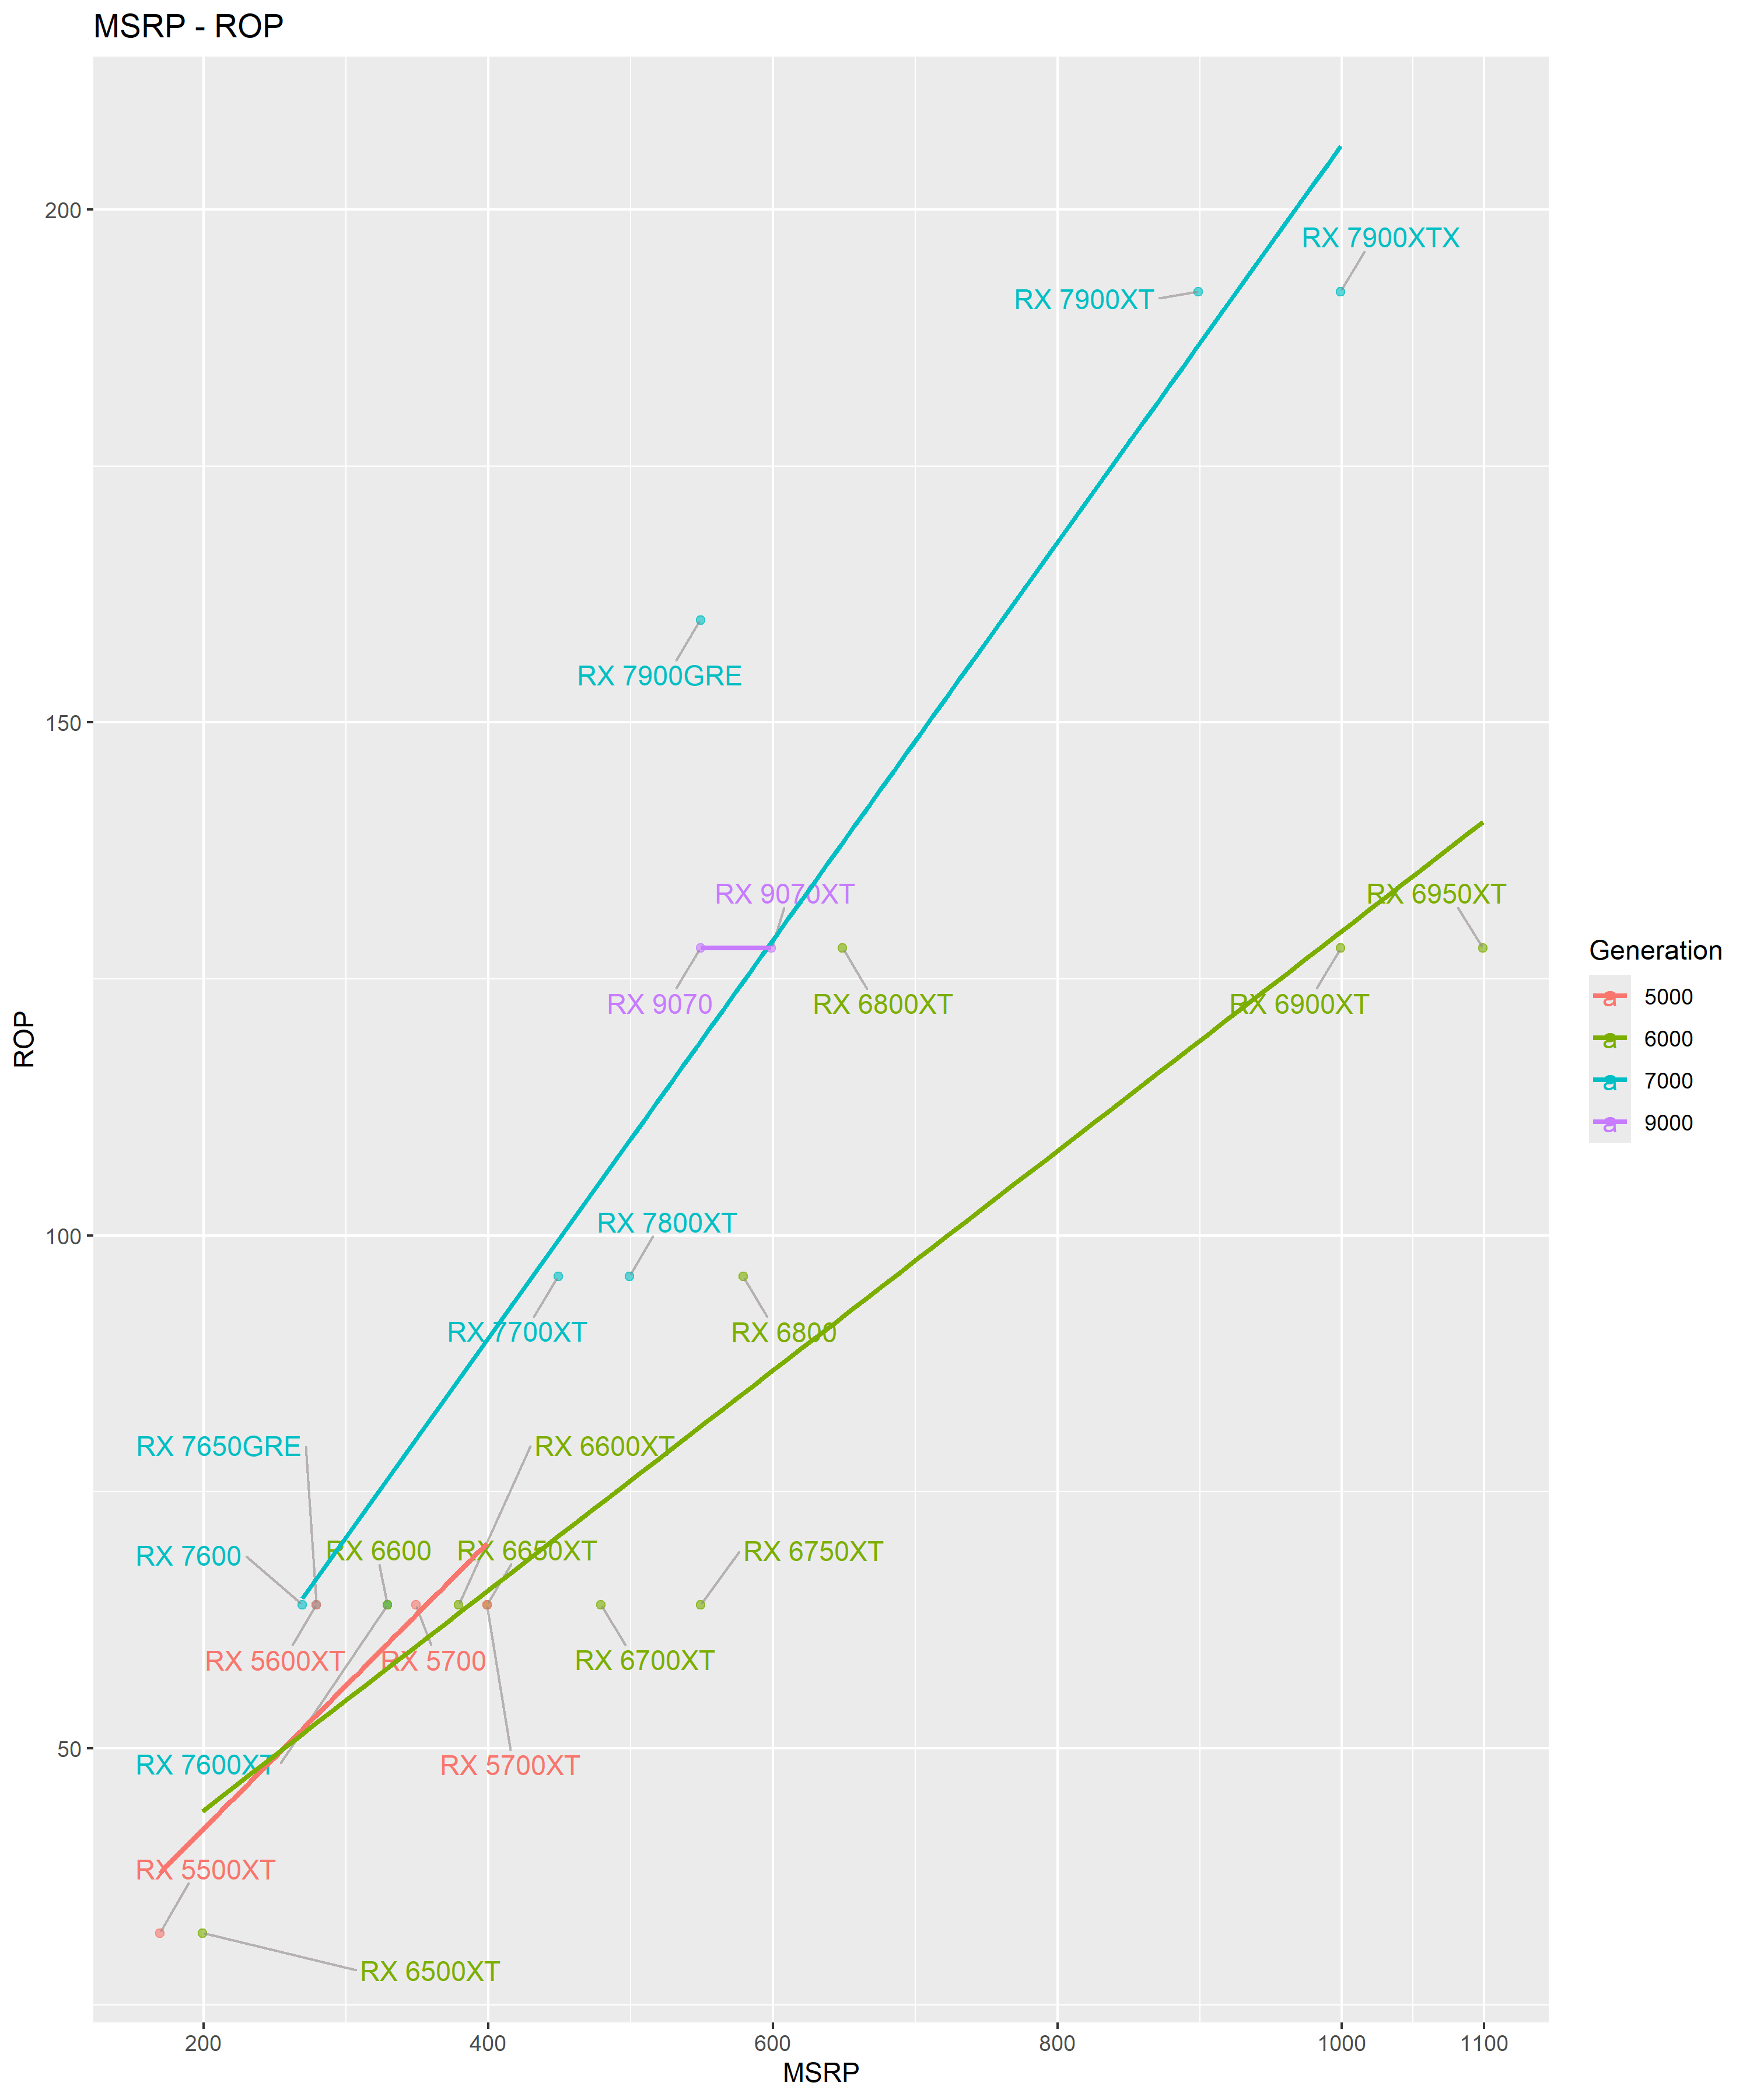 MSRP - ROP
200
RX 7900XTX
RX 7900XT
RX 7900GRE
150
RX 9070XT
RX 6950XT
RX 9070
RX 6800XT
RX 6900XT
ROP
Generation
a 5000
a 6000
a 7000
a 9000
RX 7800XT
100
RX 7700XT
RX 6800
RX 7650GRE
RX 6600XT
RX 7600
RX 6600
RX 6650XT
RX 6750XT
RX 5600XT
RX 5700
RX 6700XT
50
RX 7600XT
RX 5700XT
RX 5500XT
RX 6500XT
200
400
600
800
1000
1100
MSRP